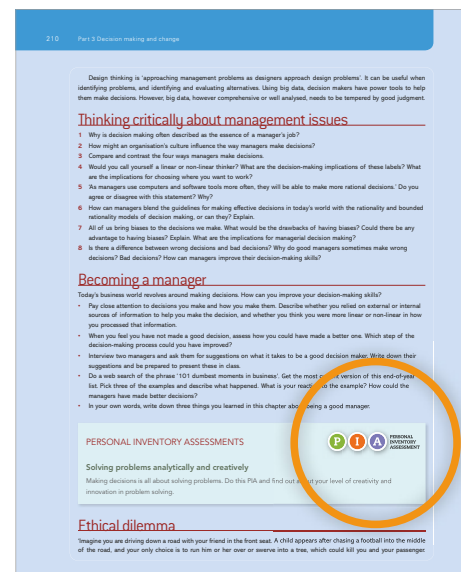 210 Part 3 Decision making and change
Design thinking is 'approaching management problems as designers approach design problems'. It can be useful when
identifying problems, and identifying and evaluating alternatives. Using big data, decision makers have power tools to help
them make decisions. However, big data, however comprehensive or well analysed, needs to be tempered by good judgment.
Thinking critically about management issues
1 Why is decision making often described as the essence of a manager's job?
2 How might an organisation's culture influence the way managers make decisions?
3 Compare and contrast the four ways managers make decisions.
4 Would you call yourself a linear or non-linear thinker? What are the decision-making implications of these labels? What
are the implications for choosing where you want to work?
5 'As managers use computers and software tools more often, they will be able to make more rational decisions.' Do you
agree or disagree with this statement? Why?
6 How can managers blend the guidelines for making effective decisions in today's world with the rationality and bounded
rationality models of decision making, or can they? Explain.
7 All of us bring biases to the decisions we make. What would be the drawbacks of having biases? Could there be any
advantage to having biases? Explain. What are the implications for managerial decision making?
8 Is there a difference between wrong decisions and bad decisions? Why do good managers sometimes make wrong
decisions? Bad decisions? How can managers improve their decision-making skills?
Becoming a manager
Today's business world revolves around making decisions. How can you improve your decision-making skills?
• Pay close attention to decisions you make and how you make them. Describe whether you relied on external or internal
sources of information to help you make the decision, and whether you think you were more linear or non-linear in how
you processed that information.
• When you feel you have not made a good decision, assess how you could have made a better one. Which step of the
decision-making process could you have improved?
• Interview two managers and ask them for suggestions on what it takes to be a good decision maker. Write down their
suggestions and be prepared to present these in class.
• Do a web search of the phrase '101 dumbest moments in business'. Get the most version of this end-of-year
list. Pick three of the examples and describe what happened. What is your the example? How could the
managers have made better decisions?
• In your own words, write down three things you learned in this chapter being a good manager.
PERSONAL INVENTORY ASSESSMENTS
P I A PERSONAL
INVENTORY
ASSESSMENT
Solving problems analytically and creatively
Making decisions is all about solving problems. Do this PIA and find out your level of creativity and
innovation in problem solving.
Ethical dilemma
'Imagine you are driving down a road with your friend in the front seat. A child appears after chasing a football into the middle
of the road, and your only choice is to run him or her over or swerve into a tree, which could kill you and your passenger.